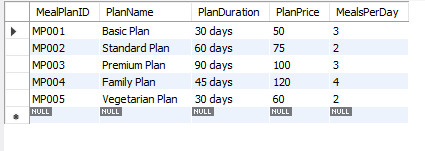 MealPlanID PlanName PlanDuration PlanPrice MealsPerDay
MP001 Basic Plan 30 days 50 3
MP002 Standard Plan 60 days 75 2
MP003 Premium Plan 90 days 100 3
MP004 Family Plan 45 days 120 4
MP005 Vegetarian Plan 30 days 60 2
NULL NULL NULL NULL NULL